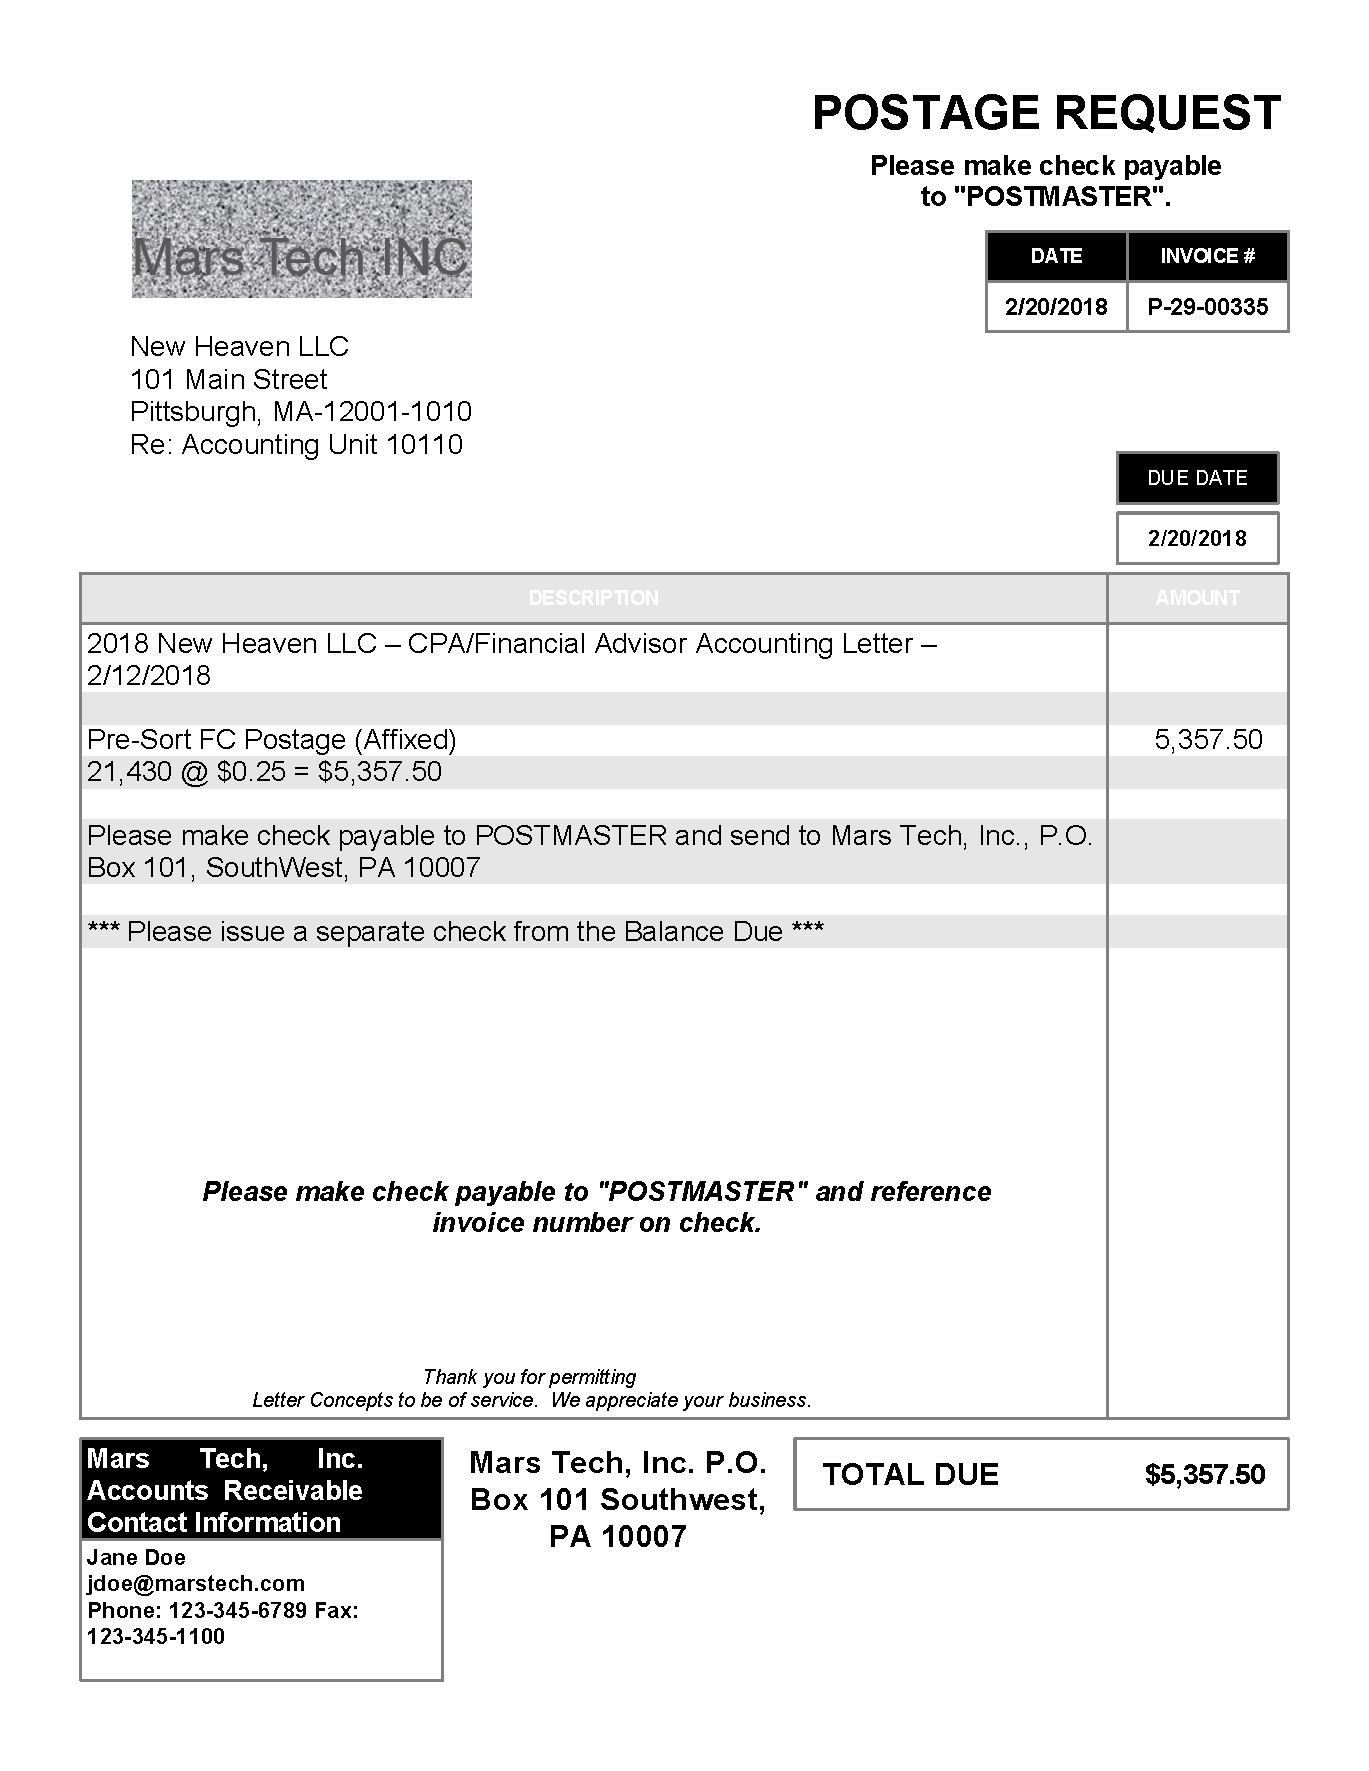 POSTAGE REQUEST
Please make check payable
to "POSTMASTER".
Mars Tech INC
DATE INVOICE #
2/20/2018 P-29-00335
New Heaven LLC
101 Main Street
Pittsburgh, MA-12001-1010
Re: Accounting Unit 10110
DUE DATE
2/20/2018
DESCRIPTION AMOUNT
2018 New Heaven LLC – CPA/Financial Advisor Accounting Letter –
2/12/2018
Pre-Sort FC Postage (Affixed) 5,357.50
21,430 @ $0.25 = $5,357.50
Please make check payable to POSTMASTER and send to Mars Tech, Inc., P.O.
Box 101, SouthWest, PA 10007
*** Please issue a separate check from the Balance Due ***
Please make check payable to "POSTMASTER" and reference
invoice number on check.
Thank you for permitting
Letter Concepts to be of service. We appreciate your business.
Mars Tech, Inc.
Accounts Receivable
Contact Information
Jane Doe
jdoe@marstech.com
Phone: 123-345-6789 Fax:
123-345-1100
Mars Tech, Inc. P.O.
Box 101 Southwest,
PA 10007
TOTAL DUE $5,357.50